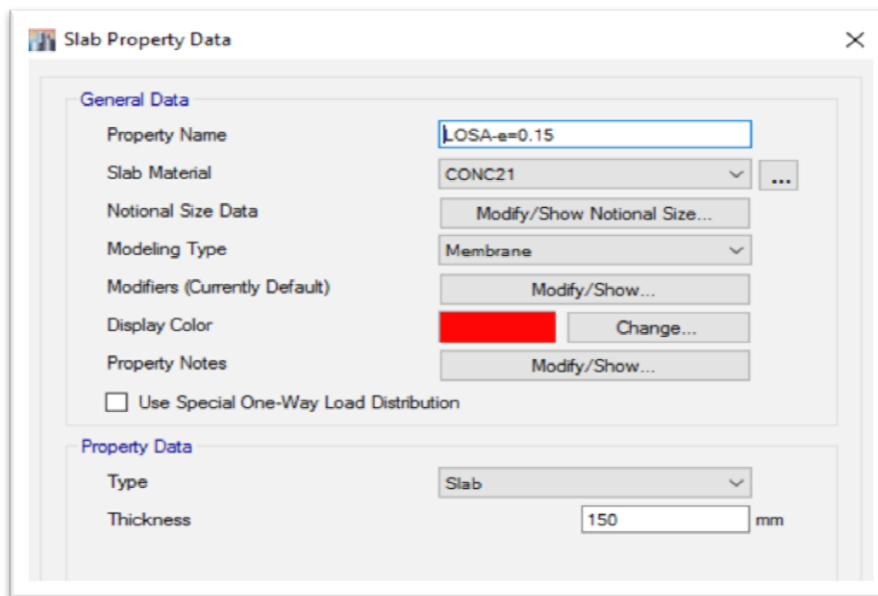 Slab Property Data
General Data
Property Name LOSA-e=0.15
Slab Material CONC21 ...
Notional Size Data Modify/Show Notional Size...
Modeling Type Membrane
Modifiers (Currently Default) Modify/Show...
Display Color Change...
Property Notes Modify/Show...
Use Special One-Way Load Distribution
Property Data
Type Slab
Thickness 150 mm